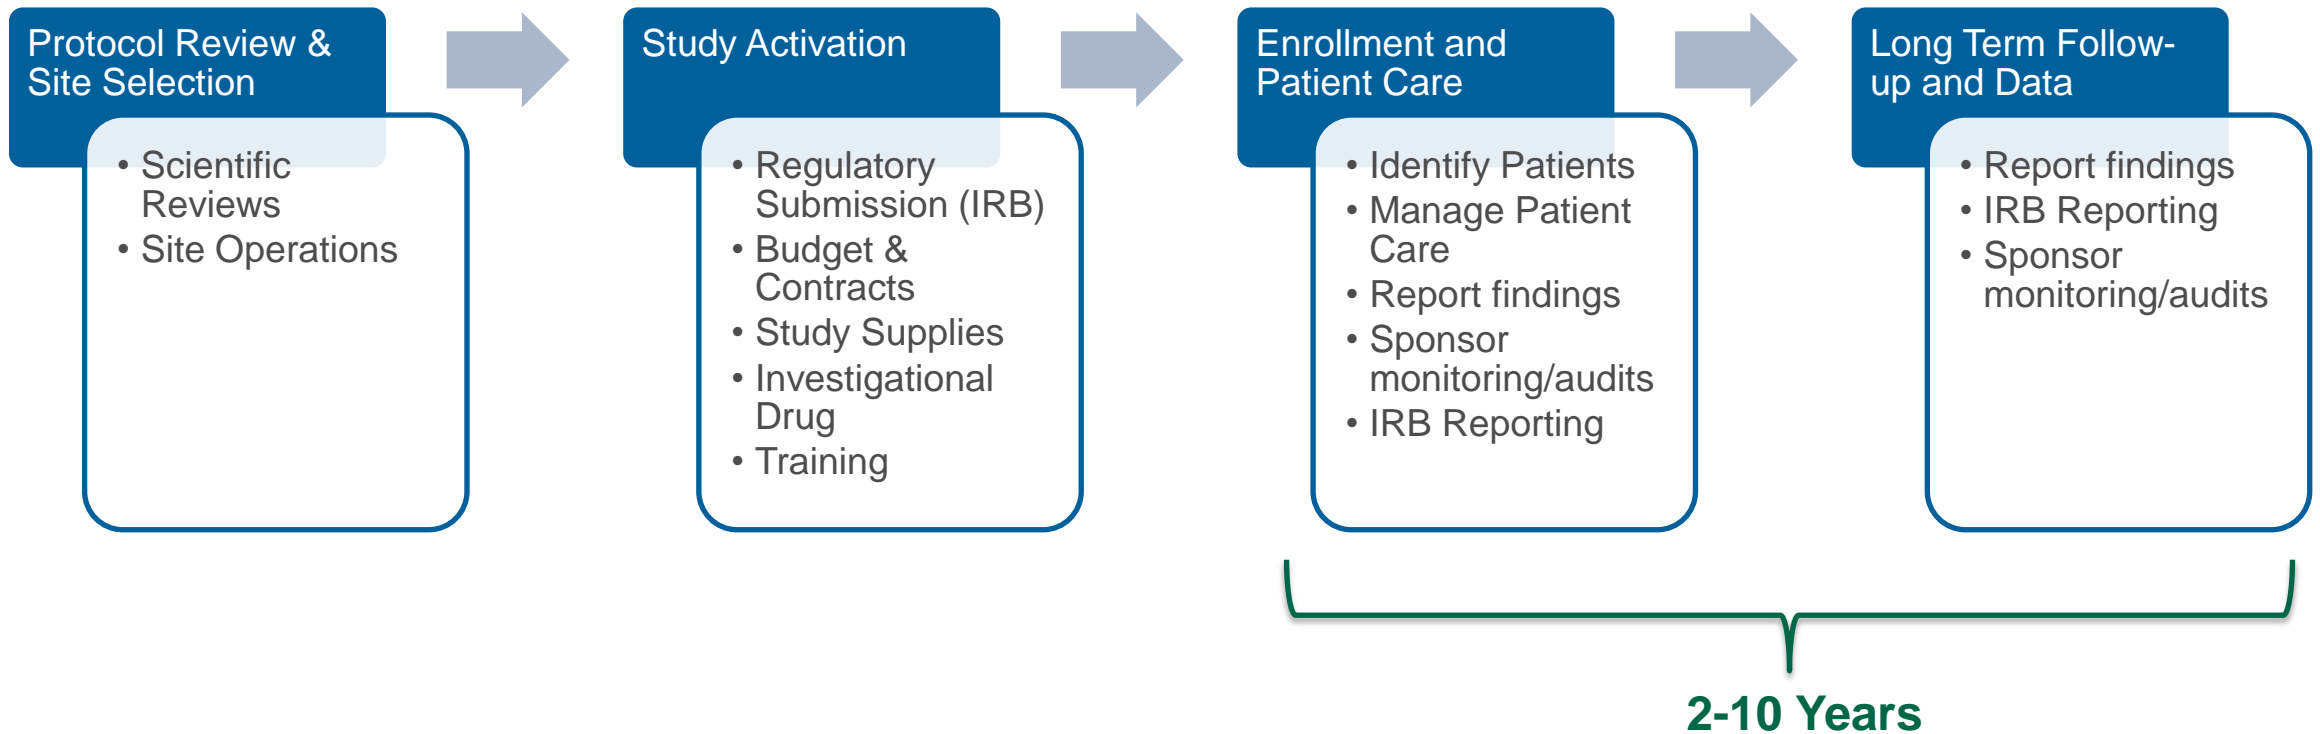 Protocol Review &
Site Selection
• Scientific
Reviews
• Site Operations
Study Activation
• Regulatory
Submission (IRB)
• Budget &
Contracts
• Study Supplies
• Investigational
Drug
• Training
Enrollment and
Patient Care
• Identify Patients
• Manage Patient
Care
• Report findings
• Sponsor
monitoring/audits
• IRB Reporting
Long Term Follow-
up and Data
• Report findings
• IRB Reporting
• Sponsor
monitoring/audits
2-10 Years